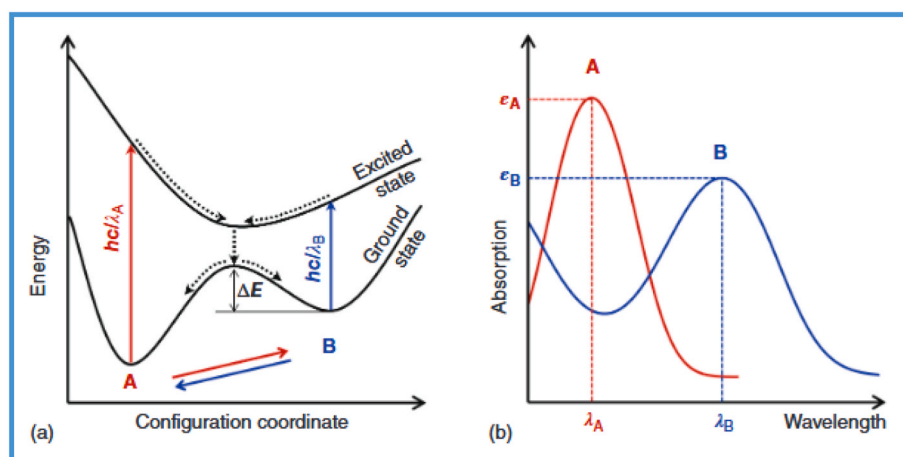 Energy
hc/λA
Excited
state
Ground
state
hc/λB
ΔE
A
B
(a)
Configuration coordinate
Absorption
A
εA
B
εB
(b)
λA
λB
Wavelength